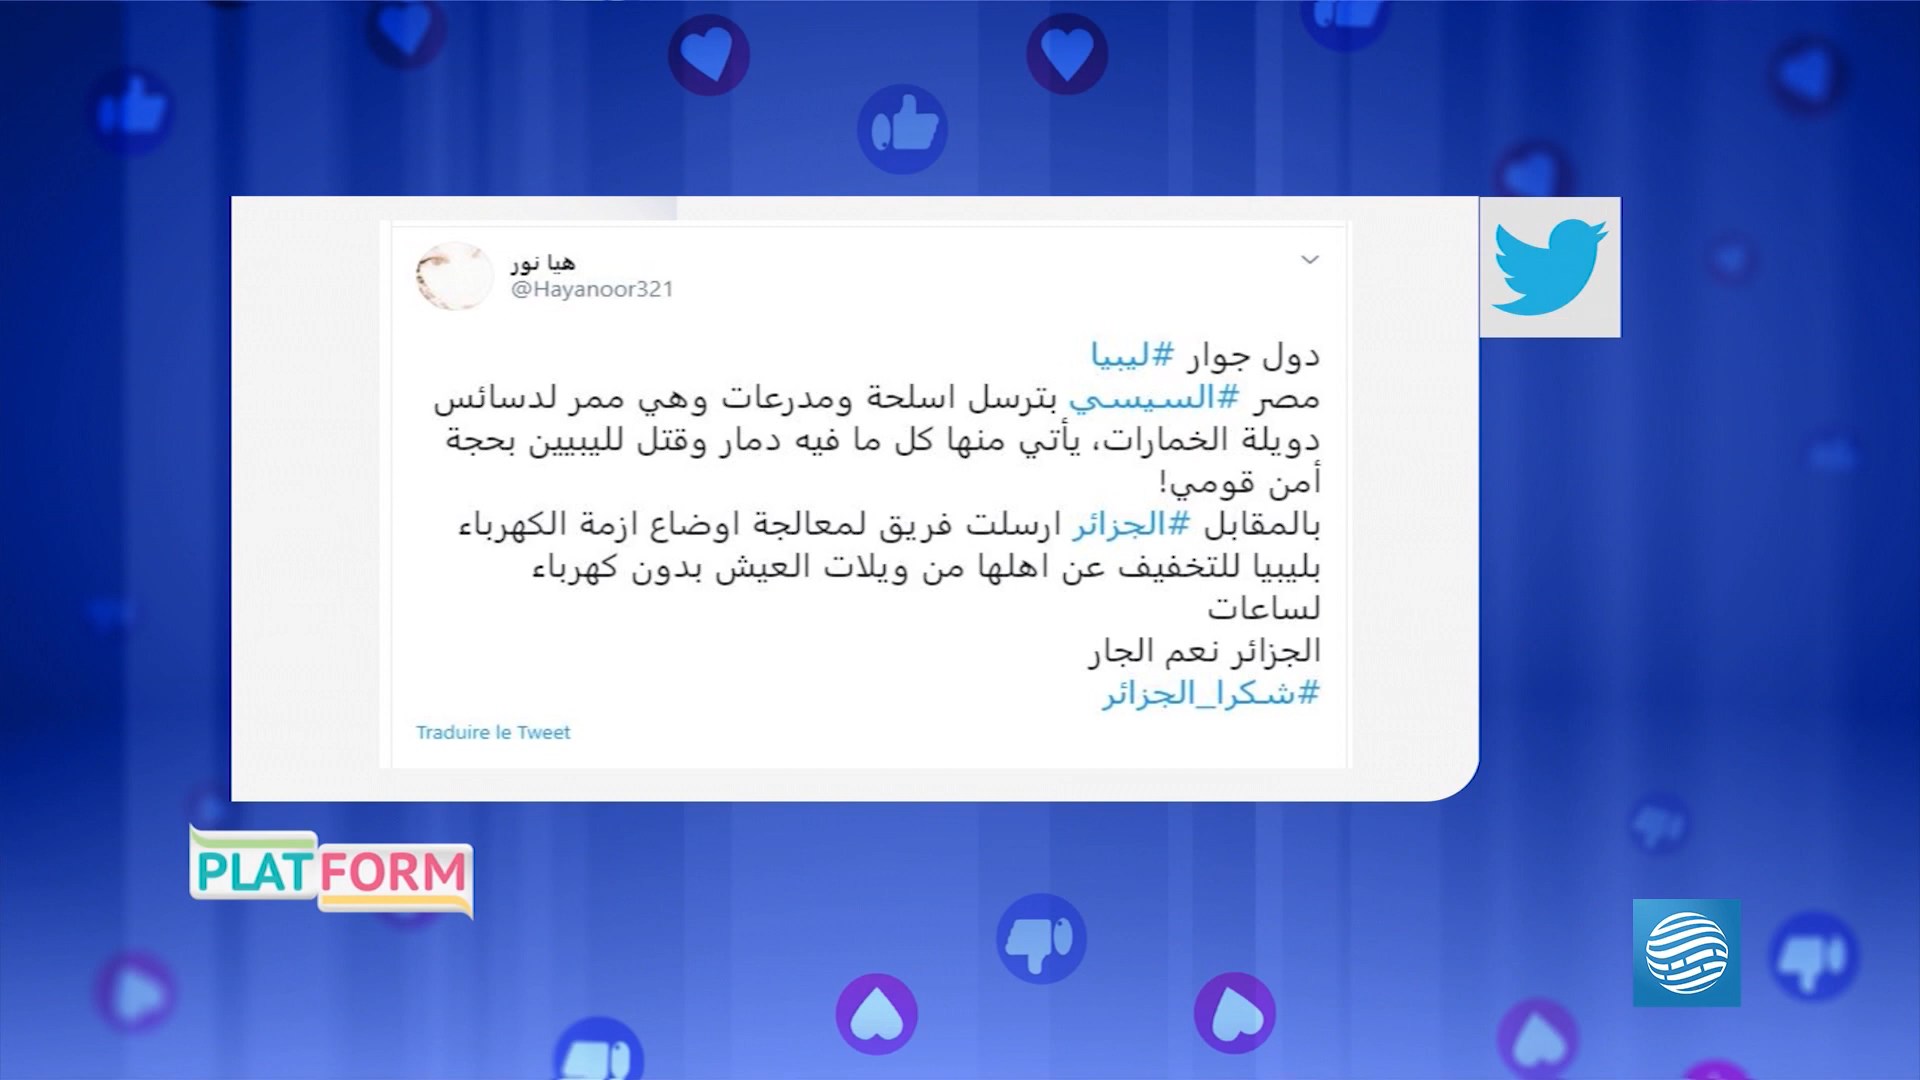 هيا نور
@Hayanoor321
دول جوار #ليبيا
مصر #السيسي بترسل اسلحة ومدرعات وهي ممر لدسائس
دويلة الخمارات، يأتي منها كل ما فيه دمار وقتل لليبيين بحجة
أمن قومي!
بالمقابل #الجزائر ارسلت فريق لمعالجة اوضاع ازمة الكهرباء
بليبيا للتخفيف عن اهلها من ويلات العيش بدون كهرباء
لساعات
الجزائر نعم الجار
#شكرا_الجزائر
Traduire le Tweet
PLATFORM